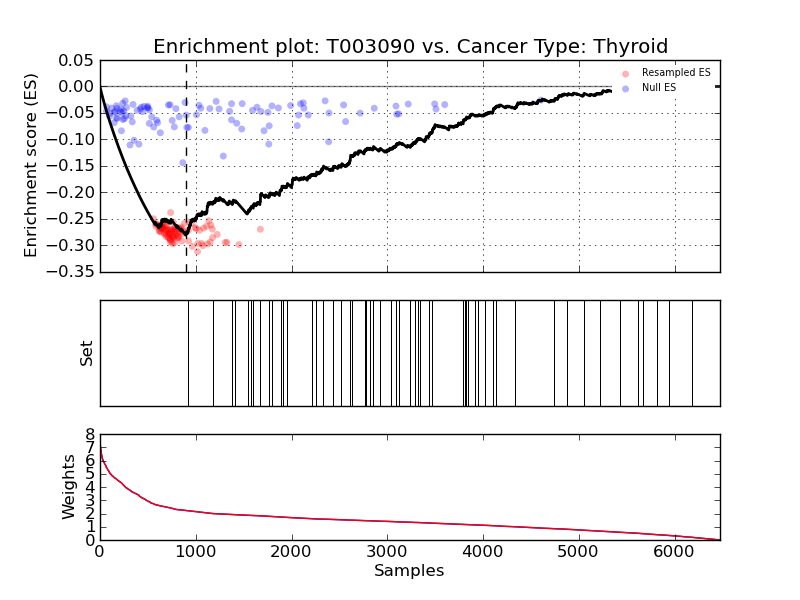 Enrichment plot: T003090 vs. Cancer Type: Thyroid
Enrichment score (ES)
0.05
0.00
−0.05
−0.10
−0.15
−0.20
−0.25
−0.30
−0.35
Resampled ES
Null ES
Set
Weights
8
7
6
5
4
3
2
1
0
0 1000 2000 3000 4000 5000 6000
Samples